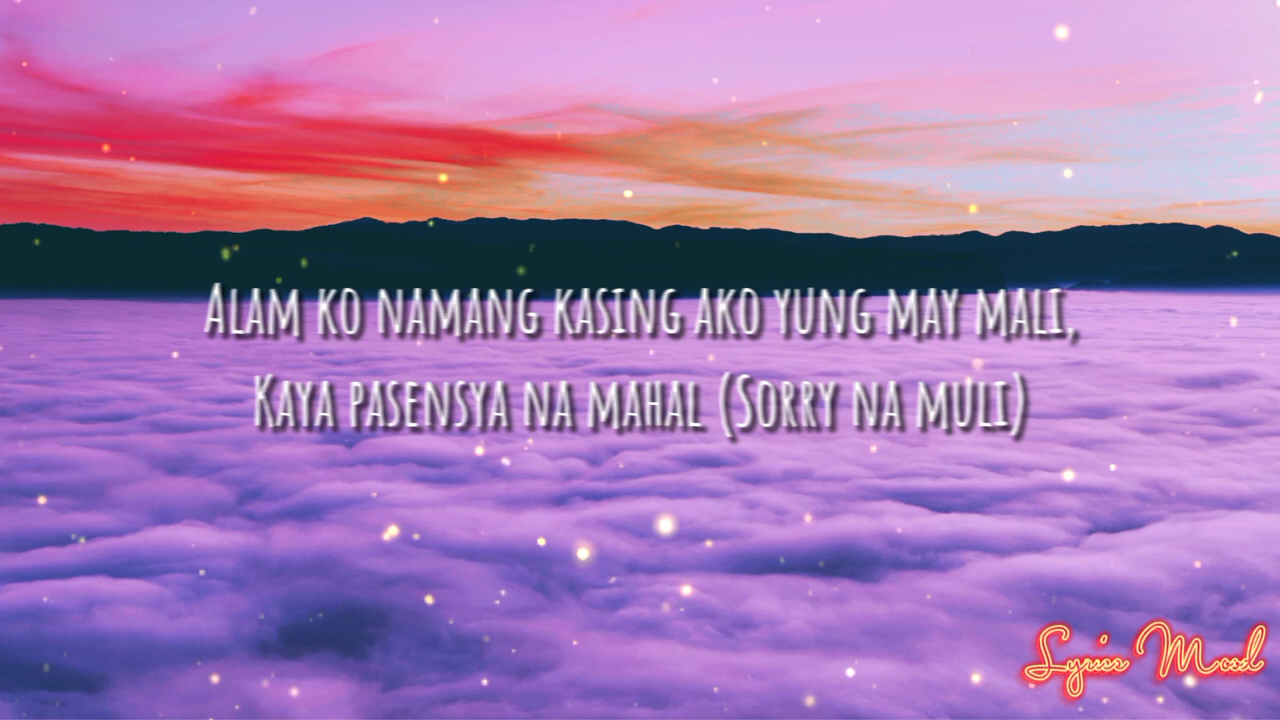 Alam ko namang kasing ako yung may mali,
Kaya pasensya na mahal (Sorry na muli)
Lyrics Mood